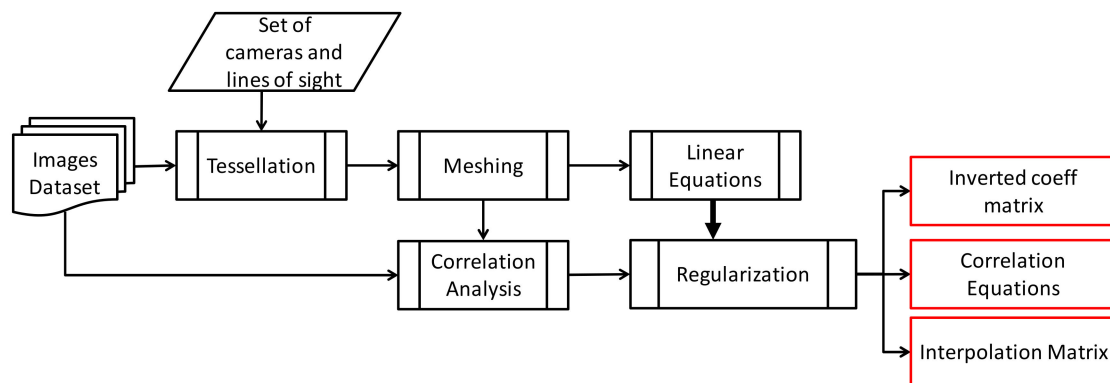 Set of
cameras and
lines of sight
Images
Dataset
Tessellation
Meshing
Linear
Equations
Correlation
Analysis
Regularization
Inverted coeff
matrix
Correlation
Equations
Interpolation Matrix